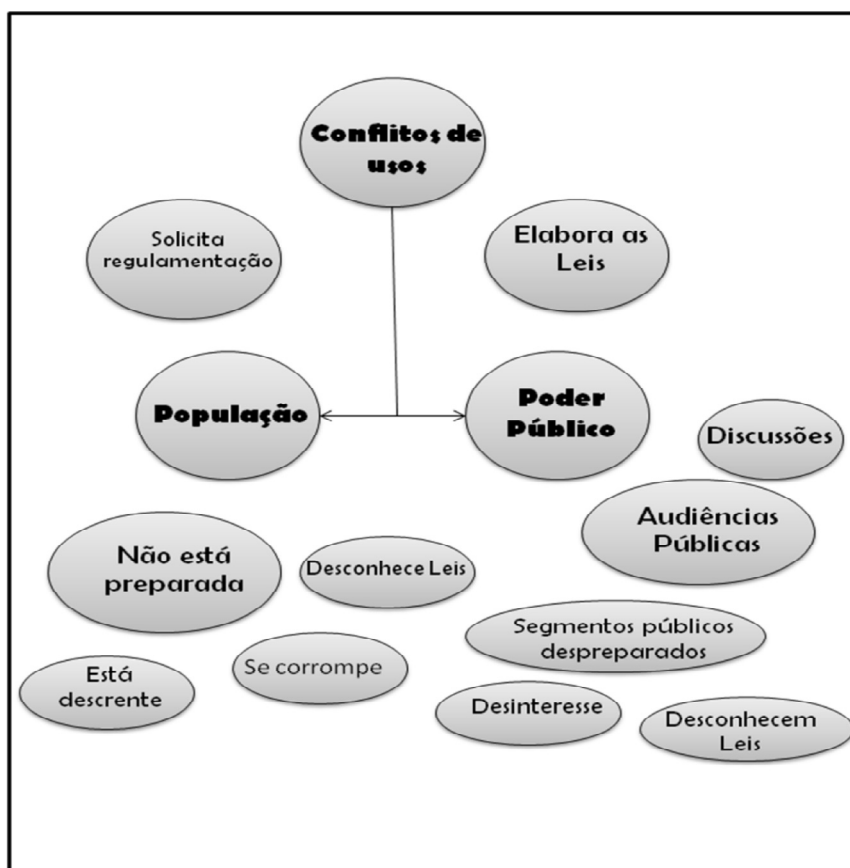 Conflitos de
usos
Solicita
regulamentação
Elabora as
Leis
População
Poder
Público
Discussões
Audiências
Públicas
Não está
preparada
Desconhece Leis
Segmentos públicos
despreparados
Está
descrente
Se corrompe
Desinteresse
Desconhecem
Leis